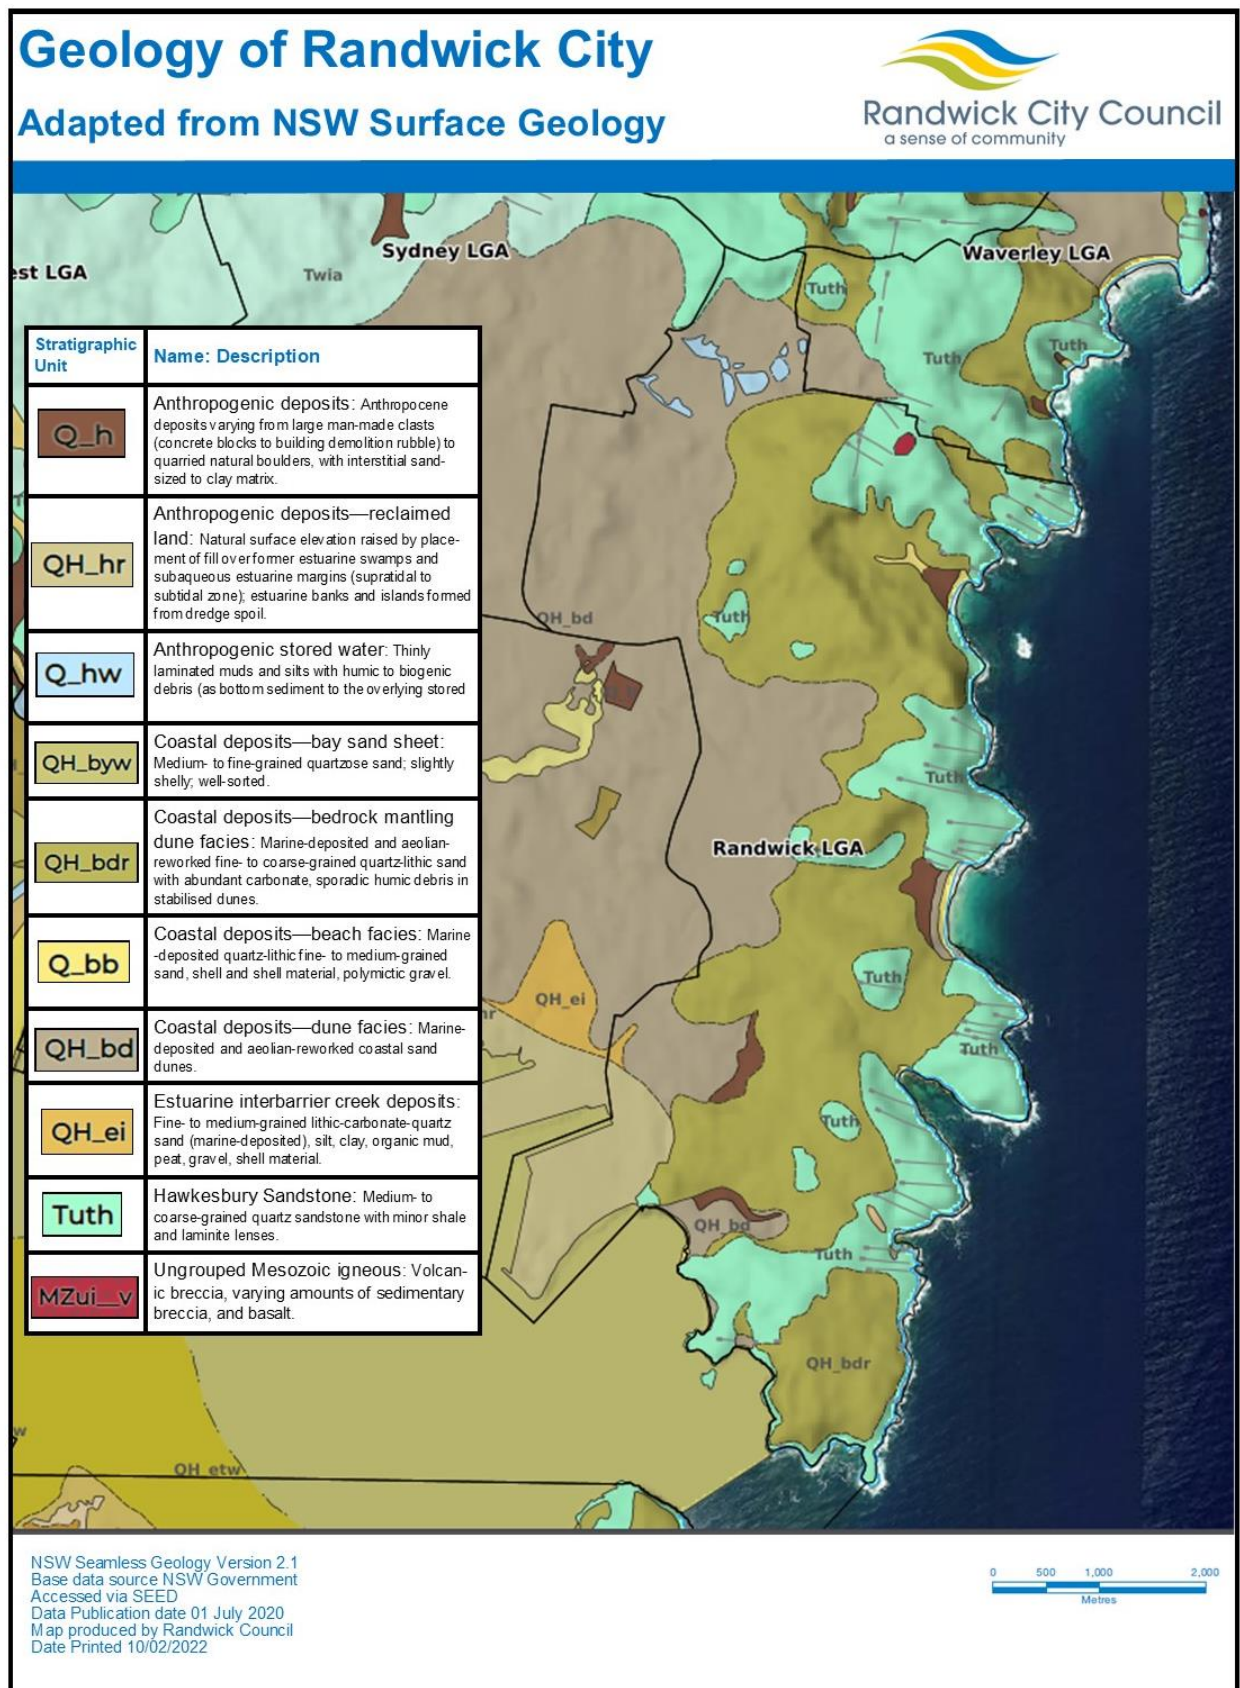 Geology of Randwick City
Adapted from NSW Surface Geology
Randwick City Council
a sense of community
Sydney LGA
Waverley LGA
est LGA
Twia
Tuth
Tuth
Tuth
Stratigraphic
Unit
Name: Description
Q_h
Anthropogenic deposits: Anthropocene
deposits varying from large man-made clasts
(concrete blocks to building demolition rubble) to
quarried natural boulders, with interstitial sand-
sized to clay matrix.
QH_hr
Anthropogenic deposits—reclaimed
land: Natural surface elevation raised by place-
ment of fill over former estuarine swamps and
subaqueous estuarine margins (supratidal to
subtidal zone); estuarine banks and islands formed
from dredge spoil.
Q_hw
Anthropogenic stored water: Thinly
laminated muds and silts with humic to biogenic
debris (as bottom sediment to the overlying stored
QH_byw
Coastal deposits—bay sand sheet:
Medium- to fine-grained quartzose sand; slightly
shelly; well-sorted.
QH_bdr
Coastal deposits—bedrock mantling
dune facies: Marine-deposited and aeolian-
reworked fine- to coarse-grained quartz-lithic sand
with abundant carbonate, sporadic humic debris in
stabilised dunes.
Q_bb
Coastal deposits—beach facies: Marine
-deposited quartz-lithic fine- to medium-grained
sand, shell and shell material, polymictic gravel.
QH_bd
Coastal deposits—dune facies: Marine-
deposited and aeolian-reworked coastal sand
dunes.
QH_ei
Estuarine interbarrier creek deposits:
Fine- to medium-grained lithic-carbonate-quartz
sand (marine-deposited), silt, clay, organic mud,
peat, gravel, shell material.
Tuth
Hawkesbury Sandstone: Medium- to
coarse-grained quartz sandstone with minor shale
and laminite lenses.
MZui__v
Ungrouped Mesozoic igneous: Volcan-
ic breccia, varying amounts of sedimentary
breccia, and basalt.
QH_bd
Tuth
Tuth
Randwick LGA
Tuth
QH_ei
hr
Tuth
Tuth
QH_bd
Tuth
QH_bdr
w
QH_etw
NSW Seamless Geology Version 2.1
Base data source NSW Government
Accessed via SEED
Data Publication date 01 July 2020
Map produced by Randwick Council
Date Printed 10/02/2022
0 500 1,000 2,000
Metres